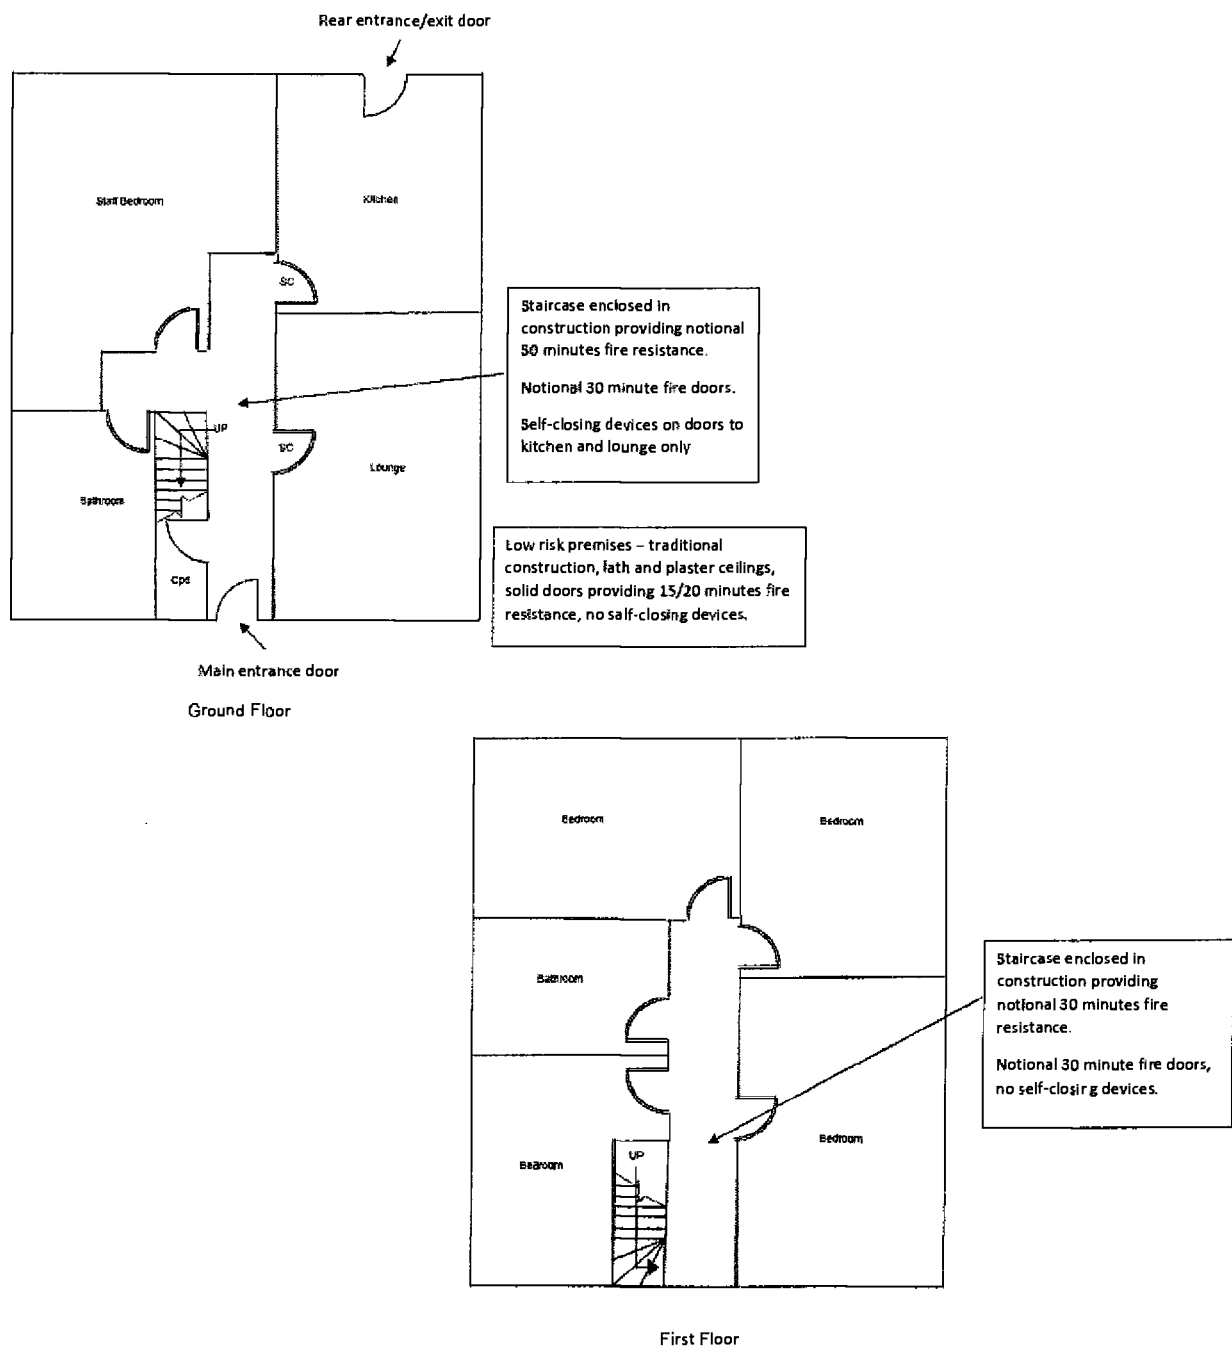 Rear entrance/exit door
Staff Bedroom
Kitchen
SC
Staircase enclosed in
construction providing notional
30 minutes fire resistance.
Notional 30 minute fire doors.
Self-closing devices on doors to
kitchen and lounge only
UP
SC
Lounge
Bathroom
Cpd
Low risk premises – traditional
construction, lath and plaster ceilings,
solid doors providing 15/20 minutes fire
resistance, no self-closing devices.
Main entrance door
Ground Floor
Bedroom
Bedroom
Bathroom
Staircase enclosed in
construction providing
notional 30 minutes fire
resistance.
Notional 30 minute fire doors,
no self-closing devices.
Bedroom
UP
Bedroom
First Floor